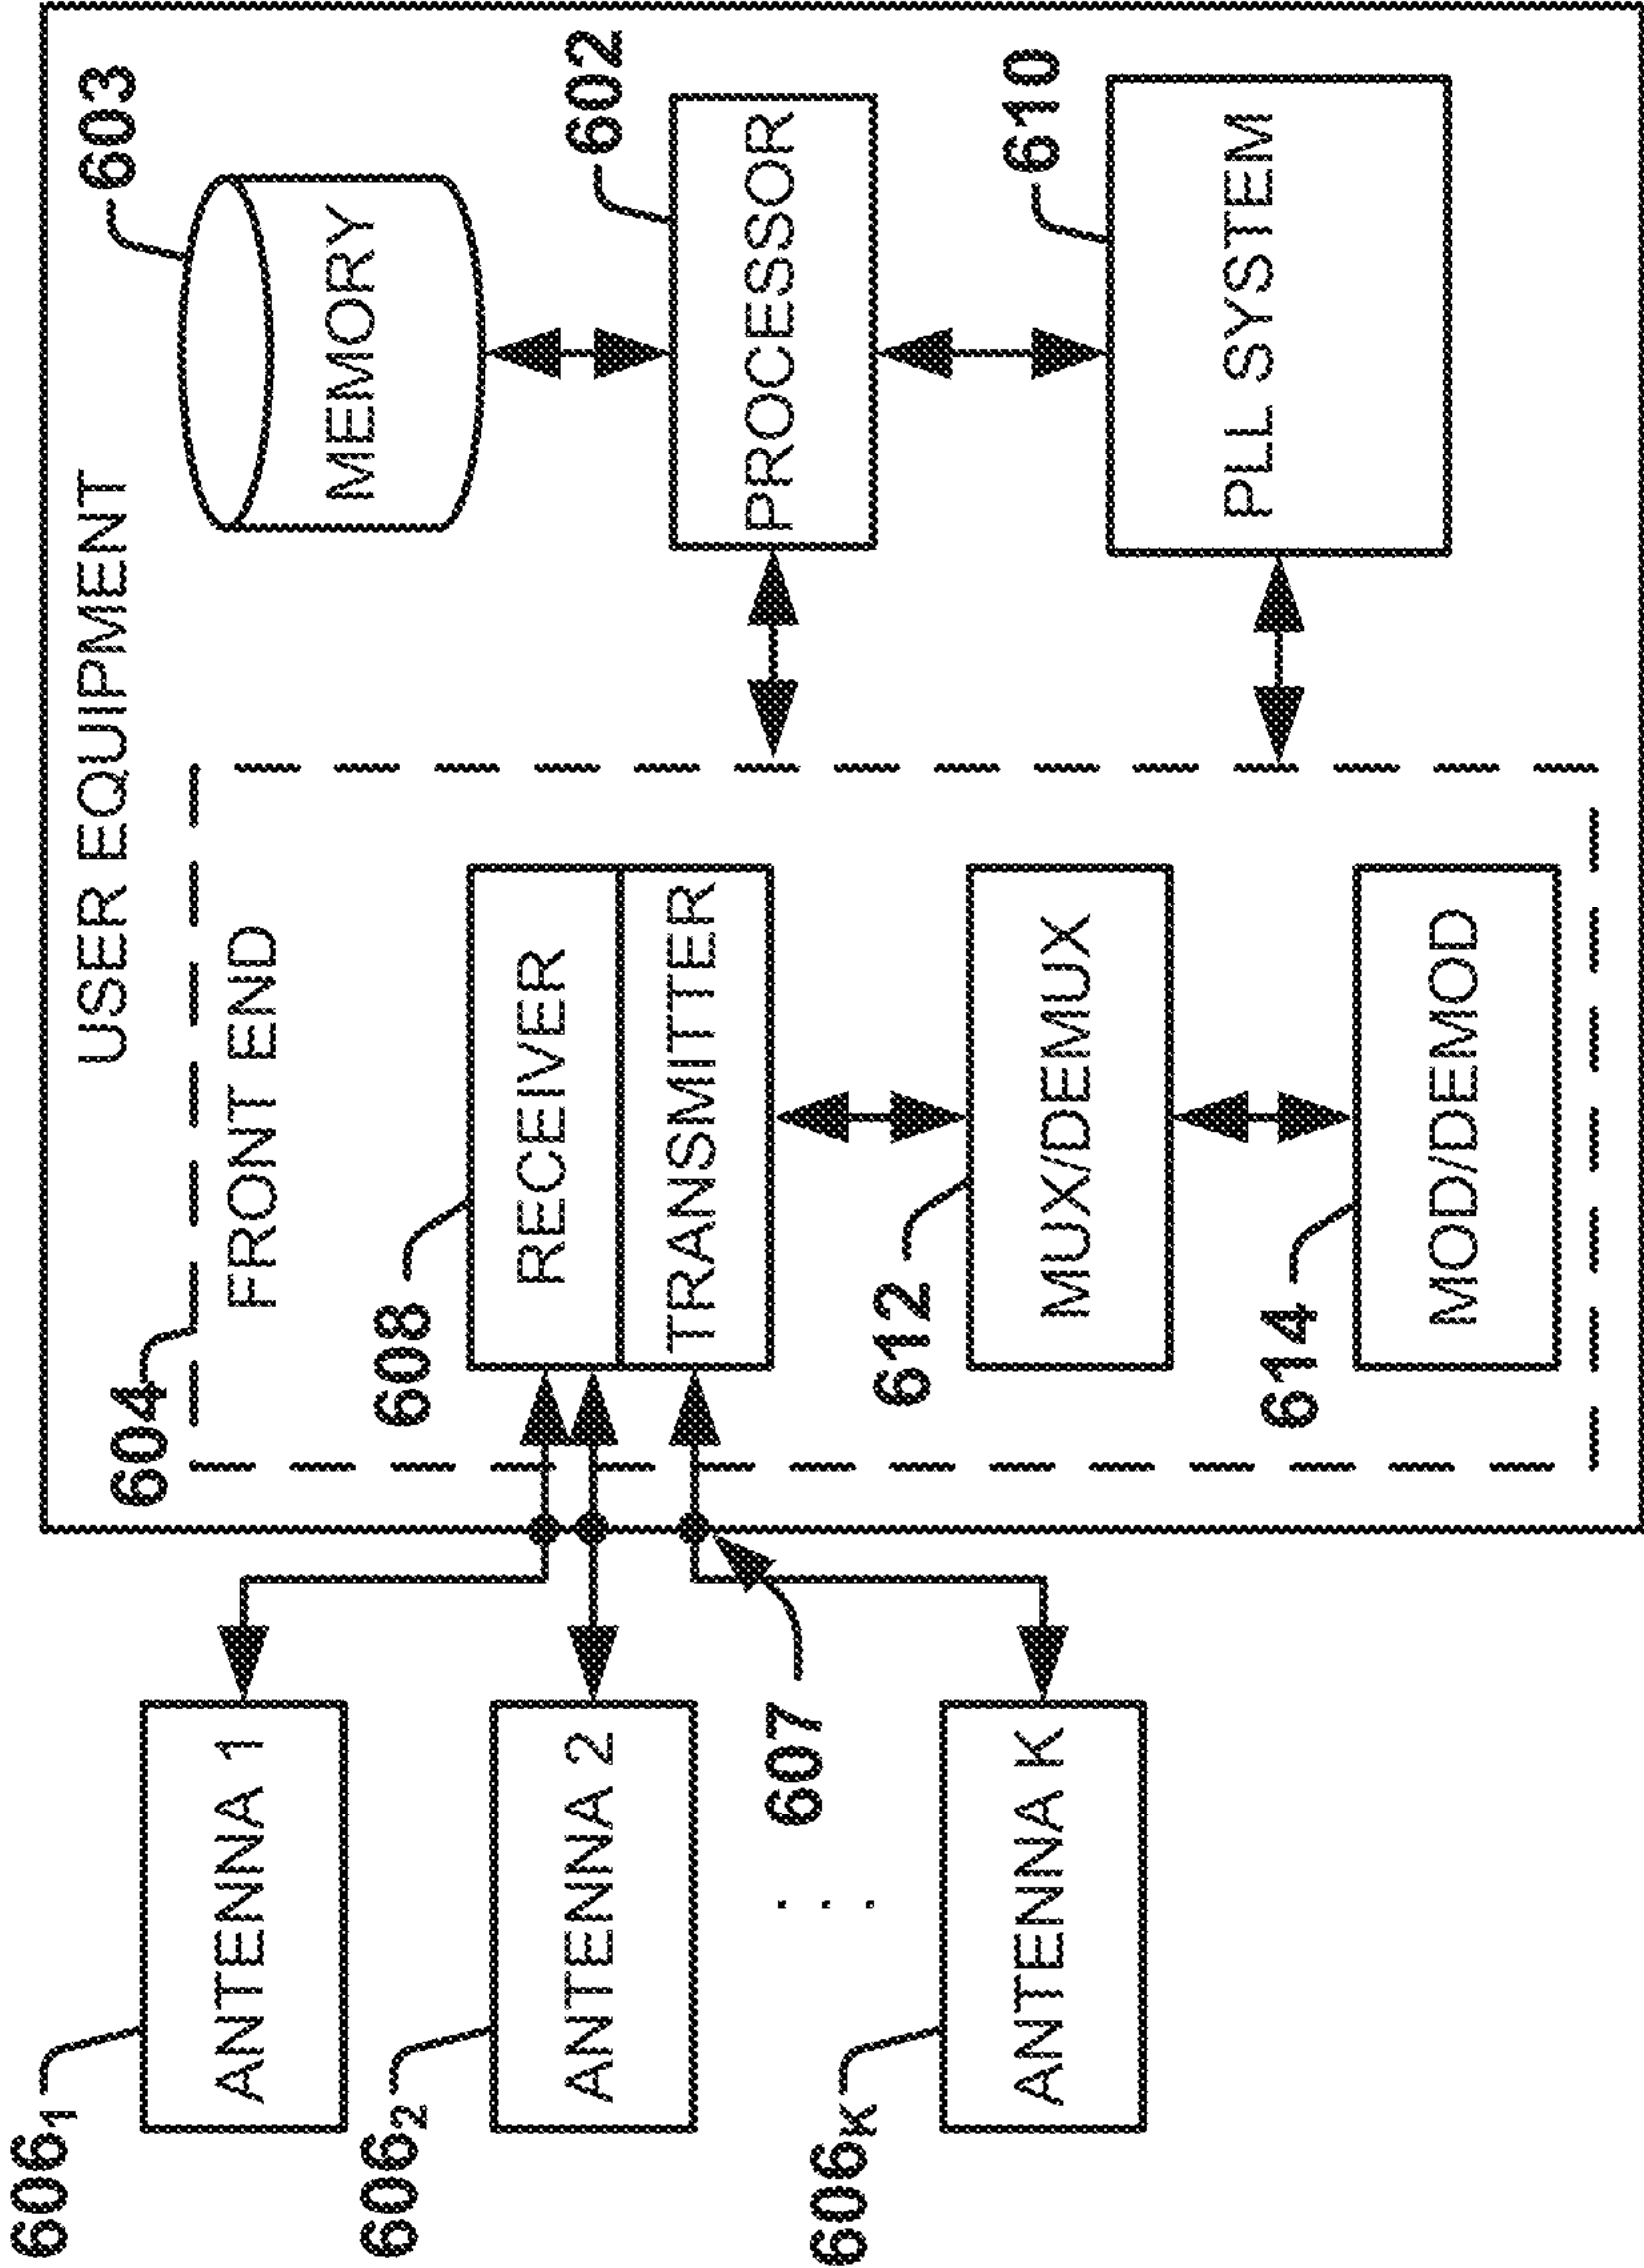 USER EQUIPMENT
604
FRONT END
603
MEMORY
606₁
ANTENNA 1
608
RECEIVER
TRANSMITTER
602
PROCESSOR
606₂
ANTENNA 2
. . .
607
612
MUX/DEMUX
610
PLL SYSTEM
606K
ANTENNA K
614
MOD/DEMOD